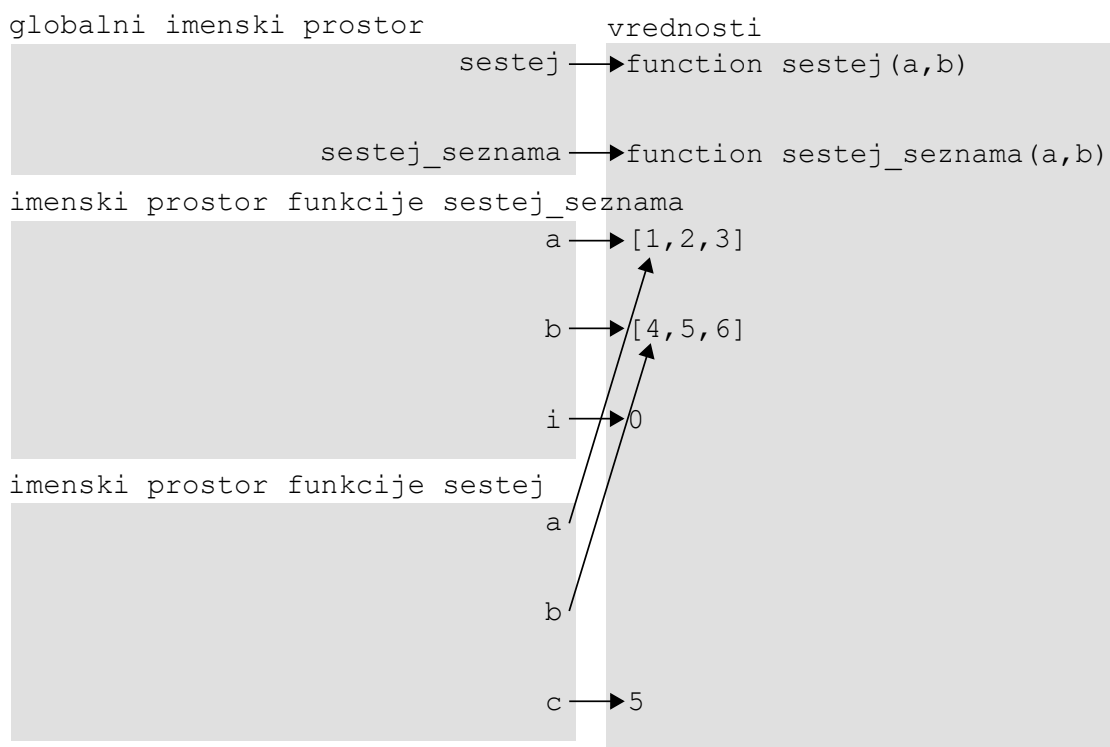 globalni imenski prostor
vrednosti
sestej
function sestej(a,b)
sestej_seznama
function sestej_seznama(a,b)
imenski prostor funkcije sestej_seznama
a
[1,2,3]
b
[4,5,6]
i
0
imenski prostor funkcije sestej
a
b
c
5